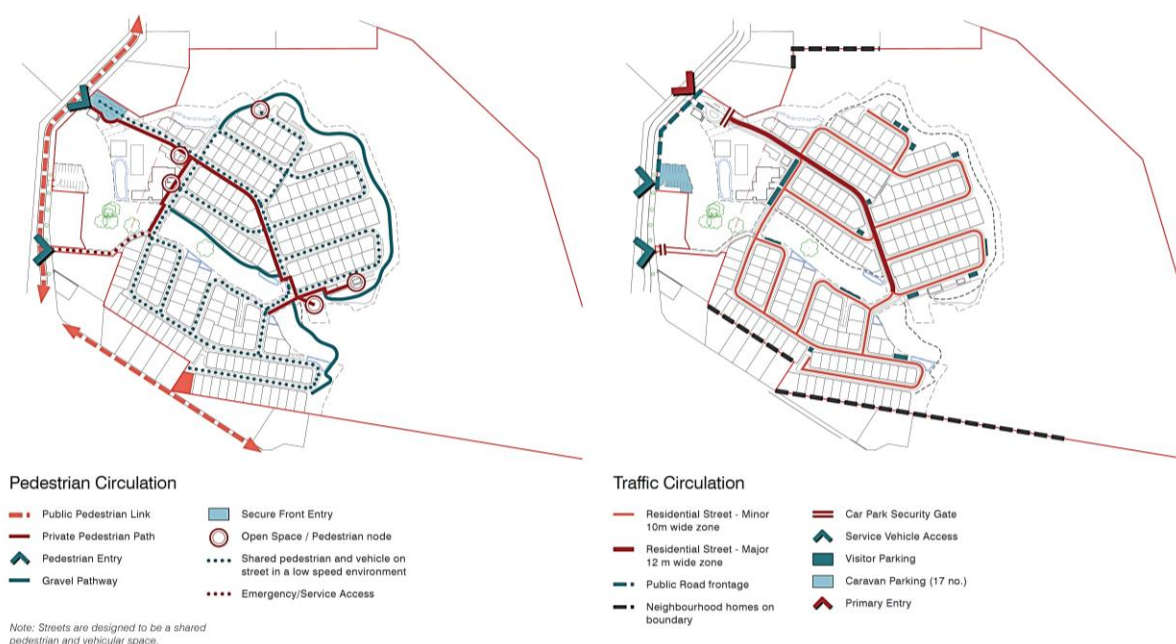 Pedestrian Circulation
Public Pedestrian Link
Private Pedestrian Path
Pedestrian Entry
Gravel Pathway
Secure Front Entry
Open Space / Pedestrian node
Shared pedestrian and vehicle on
street in a low speed environment
Emergency/Service Access
Note: Streets are designed to be a shared
pedestrian and vehicular space.
Traffic Circulation
Residential Street - Minor
10m wide zone
Residential Street - Major
12 m wide zone
Public Road frontage
Neighbourhood homes on
boundary
Car Park Security Gate
Service Vehicle Access
Visitor Parking
Caravan Parking (17 no.)
Primary Entry